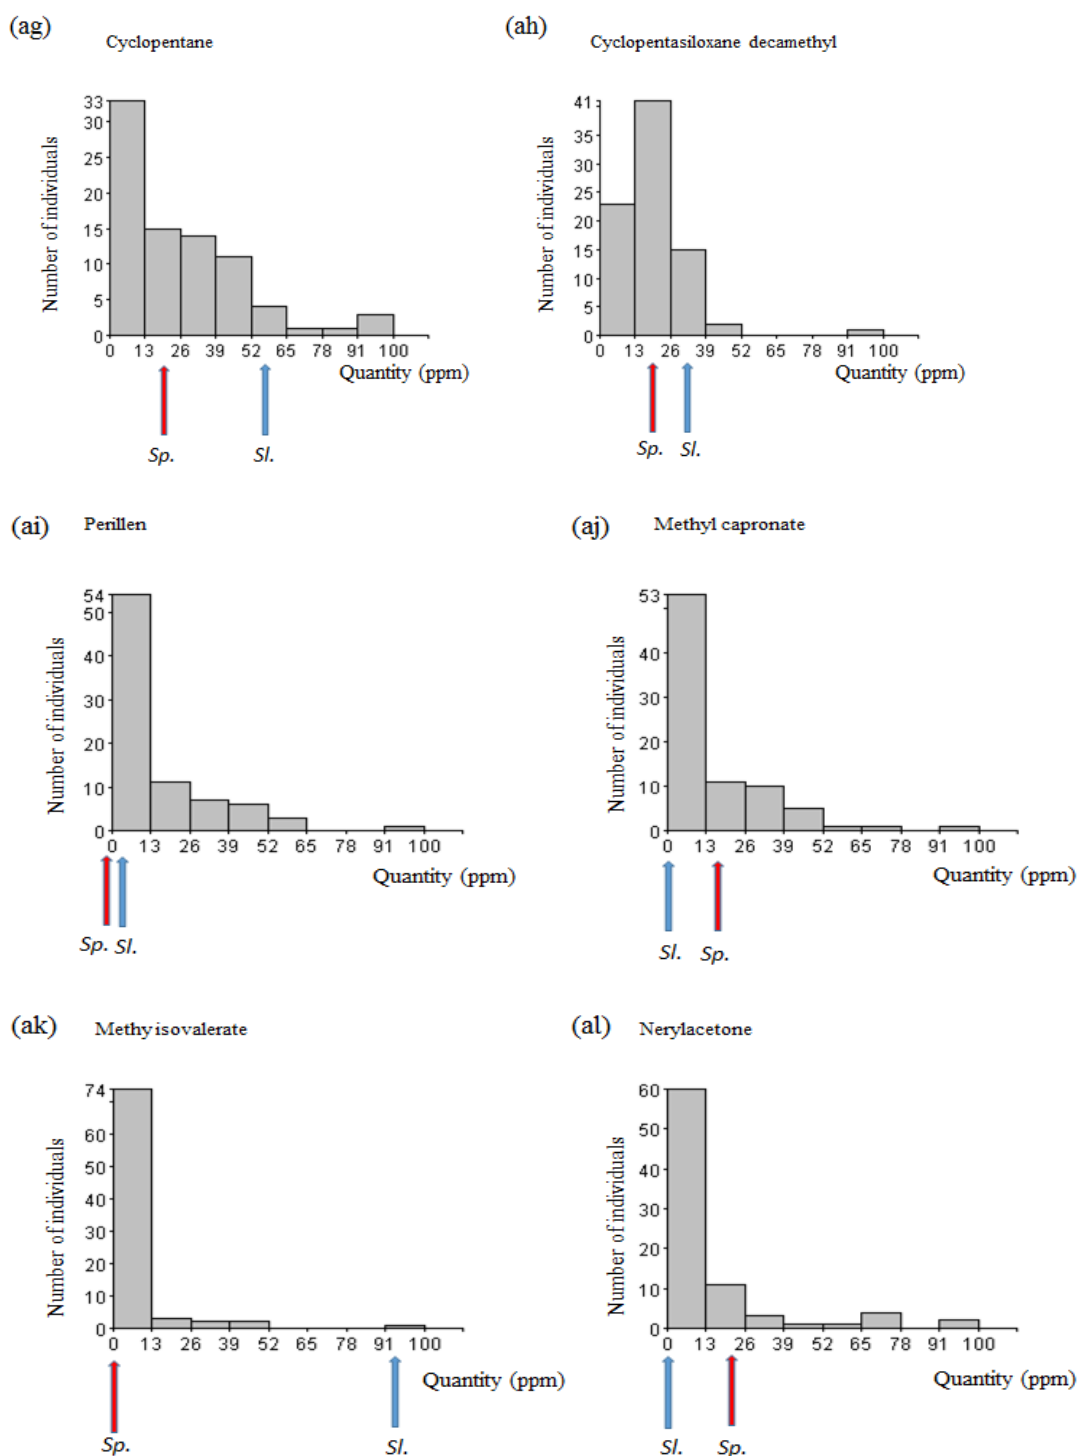 (ag)
Cyclopentane
Number of individuals
33
30
25
20
15
10
5
0
0 13 26 39 52 65 78 91 100
Quantity (ppm)
Sp. Sl.
(ah)
Cyclopentasiloxane decamethyl
Number of individuals
41
35
30
25
20
15
10
5
0
0 13 26 39 52 65 78 91 100
Quantity (ppm)
Sp. Sl.
(ai)
Perillen
Number of individuals
54
50
40
30
20
10
0
0 13 26 39 52 65 78 91 100
Quantity (ppm)
Sp. Sl.
(aj)
Methyl capronate
Number of individuals
53
40
30
20
10
0
0 13 26 39 52 65 78 91 100
Quantity (ppm)
Sl. Sp.
(ak)
Methy isovalerate
Number of individuals
74
60
50
40
30
20
10
0
0 13 26 39 52 65 78 91 100
Quantity (ppm)
Sp. Sl.
(al)
Nerylacetone
Number of individuals
60
50
40
30
20
10
0
0 13 26 39 52 65 78 91 100
Quantity (ppm)
Sl. Sp.